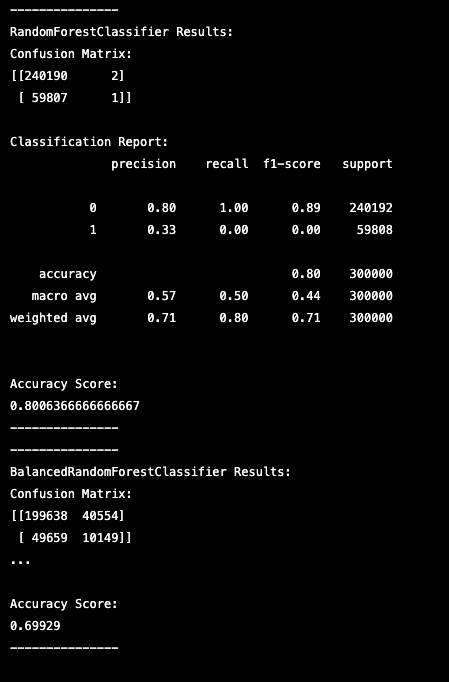 ---------------
RandomForestClassifier Results:
Confusion Matrix:
[[240190      2]
 [ 59807      1]]

Classification Report:
              precision    recall  f1-score   support

           0       0.80      1.00      0.89    240192
           1       0.33      0.00      0.00     59808

    accuracy                           0.80    300000
   macro avg       0.57      0.50      0.44    300000
weighted avg       0.71      0.80      0.71    300000


Accuracy Score:
0.8006366666666667
---------------
---------------
BalancedRandomForestClassifier Results:
Confusion Matrix:
[[199638  40554]
 [ 49659  10149]]
...

Accuracy Score:
0.69929
---------------